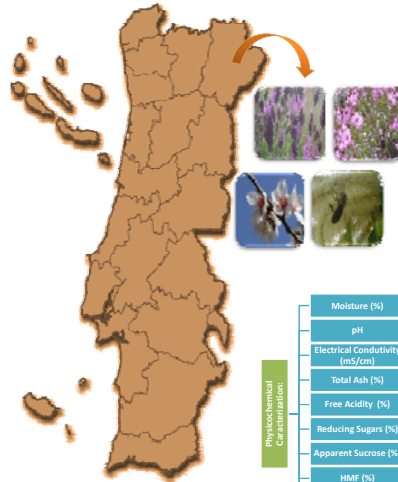 Physicochemical
Caracterization:
Moisture (%)
pH
Electrical Condutivity
(mS/cm)
Total Ash (%)
Free Acidity (%)
Reducing Sugars (%)
Apparent Sucrose (%)
HMF (%)